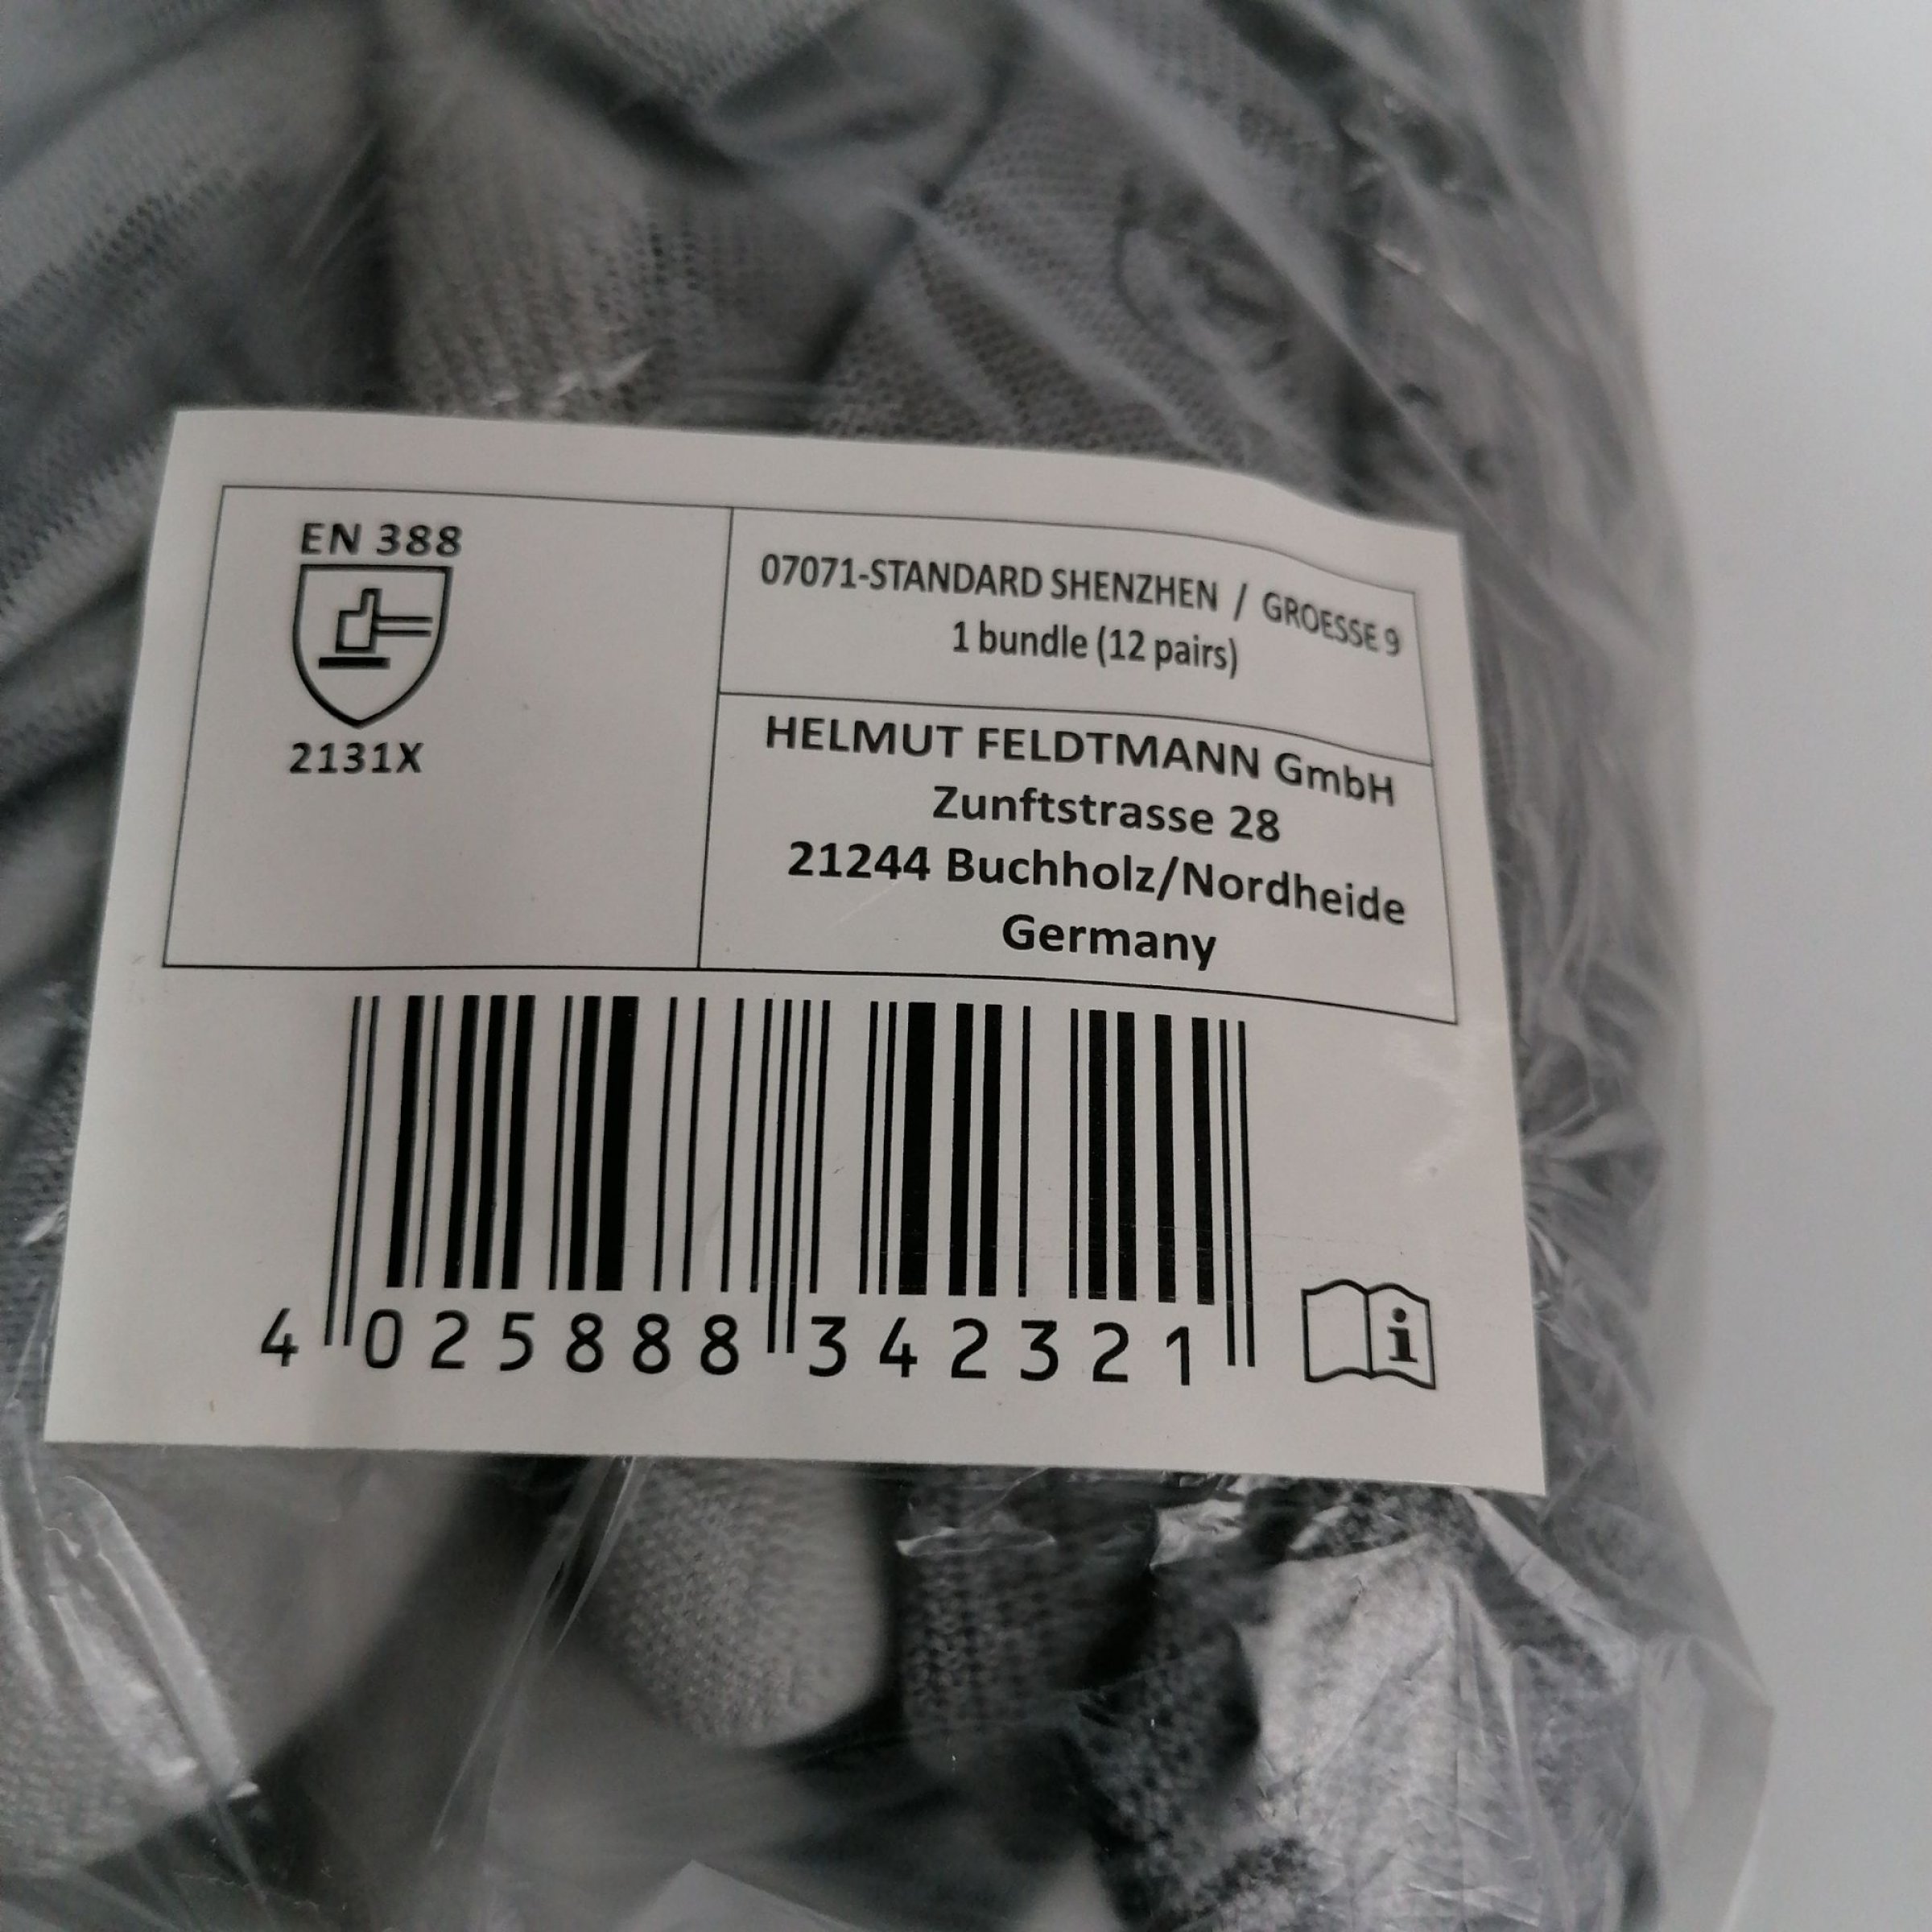 EN 388
2131X
07071-STANDARD SHENZHEN / GROESSE 9
1 bundle (12 pairs)
HELMUT FELDTMANN GmbH
Zunftstrasse 28
21244 Buchholz/Nordheide
Germany
4 025888 342321
i